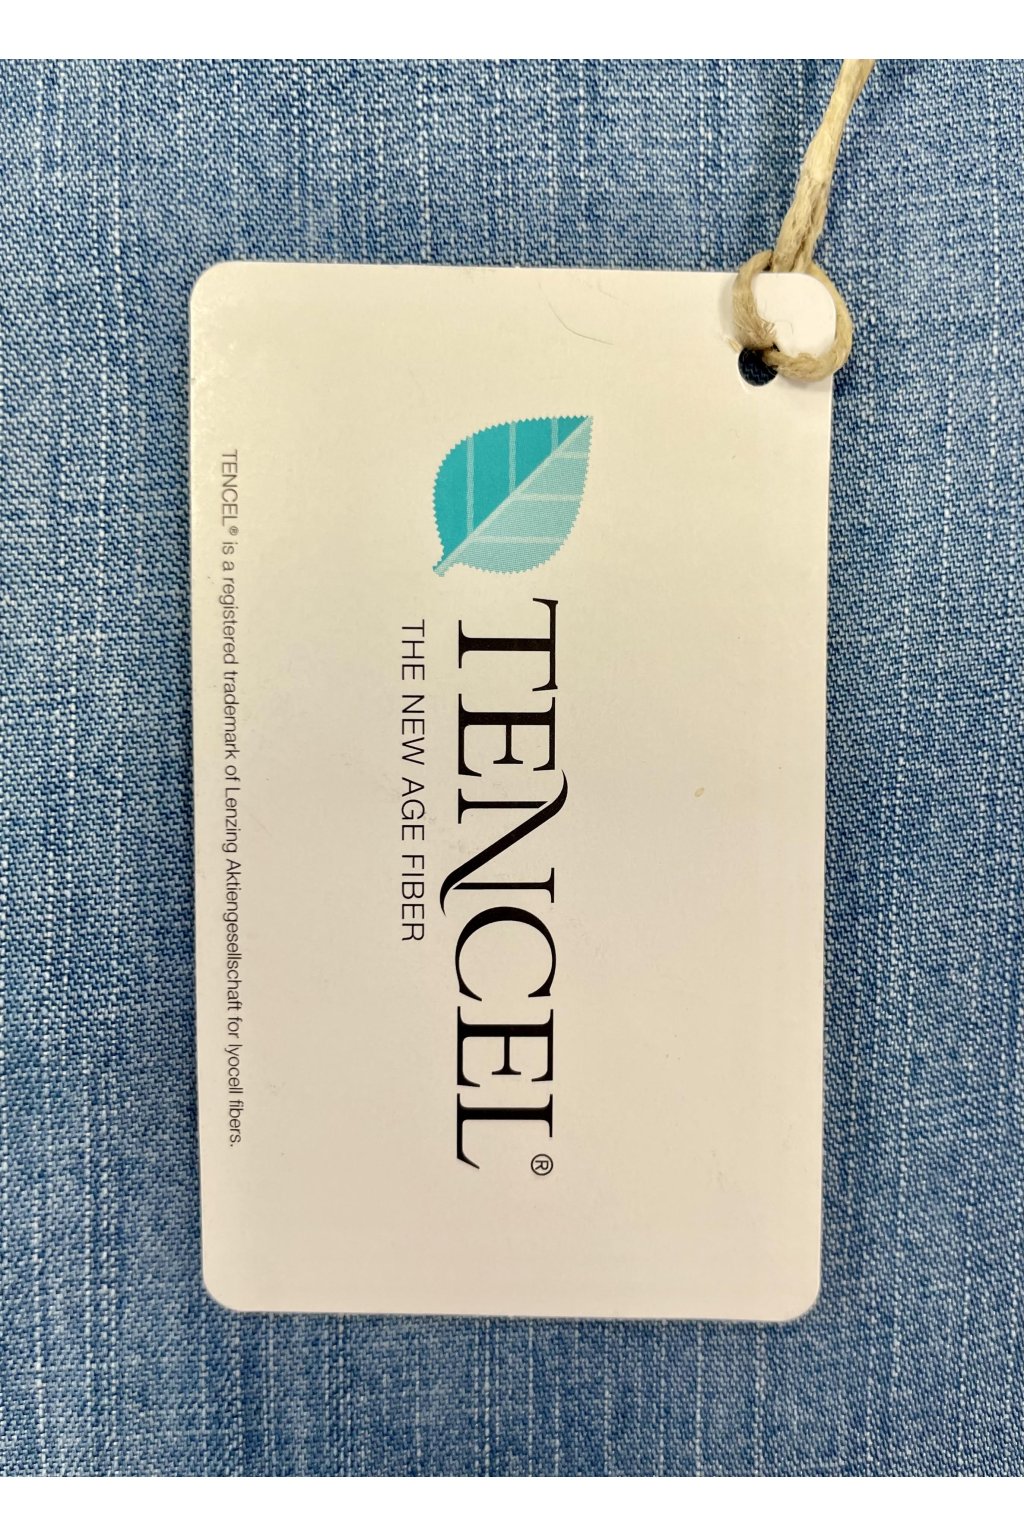 TENCEL®
THE NEW AGE FIBER
TENCEL® is a registered trademark of Lenzing Aktiengesellschaft for lyocell fibers.